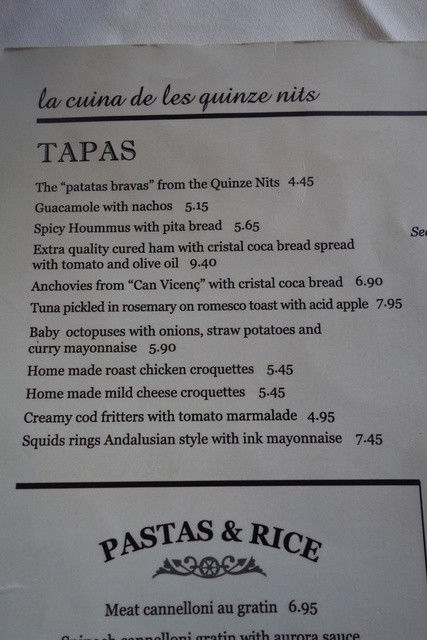 la cuina de les quinze nits
TAPAS
The “patatas bravas” from the Quinze Nits 4.45
Guacamole with nachos 5.15
Spicy Hoummus with pita bread 5.65
Extra quality cured ham with cristal coca bread spread
with tomato and olive oil 9.40
Anchovies from “Can Vicenç” with cristal coca bread 6.90
Tuna pickled in rosemary on romesco toast with acid apple 7.95
Baby octopuses with onions, straw potatoes and
curry mayonnaise 5.90
Home made roast chicken croquettes 5.45
Home made mild cheese croquettes 5.45
Creamy cod fritters with tomato marmalade 4.95
Squids rings Andalusian style with ink mayonnaise 7.45
PASTAS & RICE
Meat cannelloni au gratin 6.95
Spinach cannelloni gratin with aurora sauce